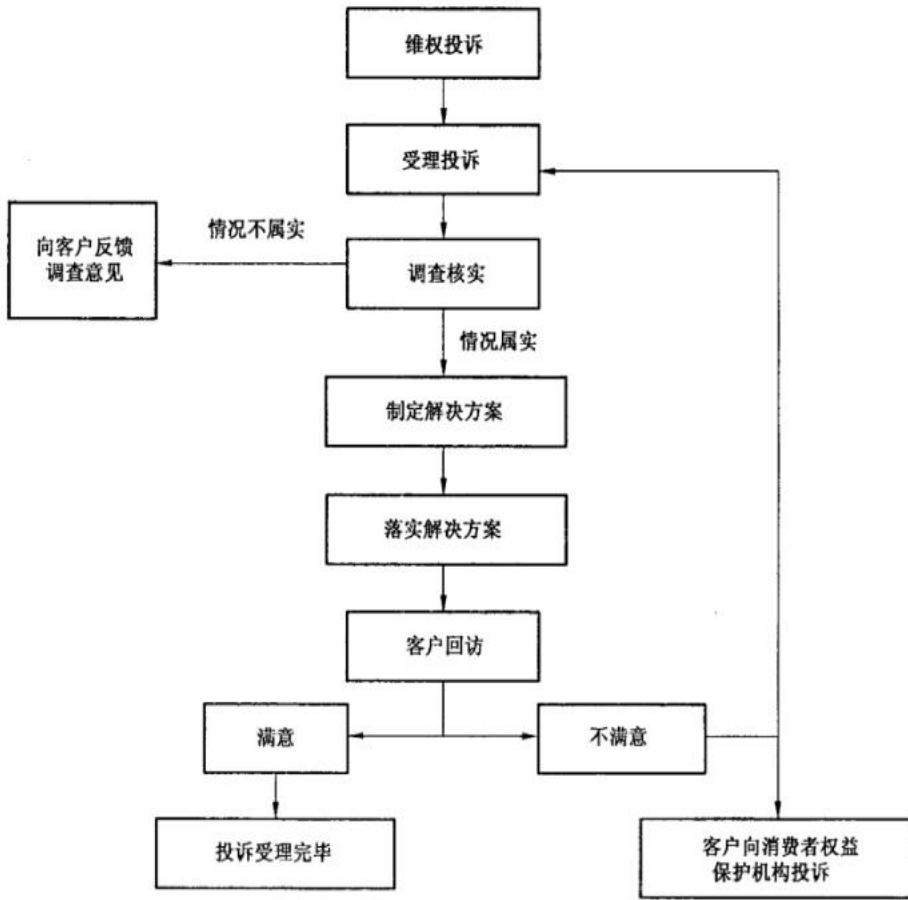 维权投诉
受理投诉
情况不属实
向客户反馈
调查意见
调查核实
情况属实
制定解决方案
落实解决方案
客户回访
满意
不满意
投诉受理完毕
客户向消费者权益
保护机构投诉